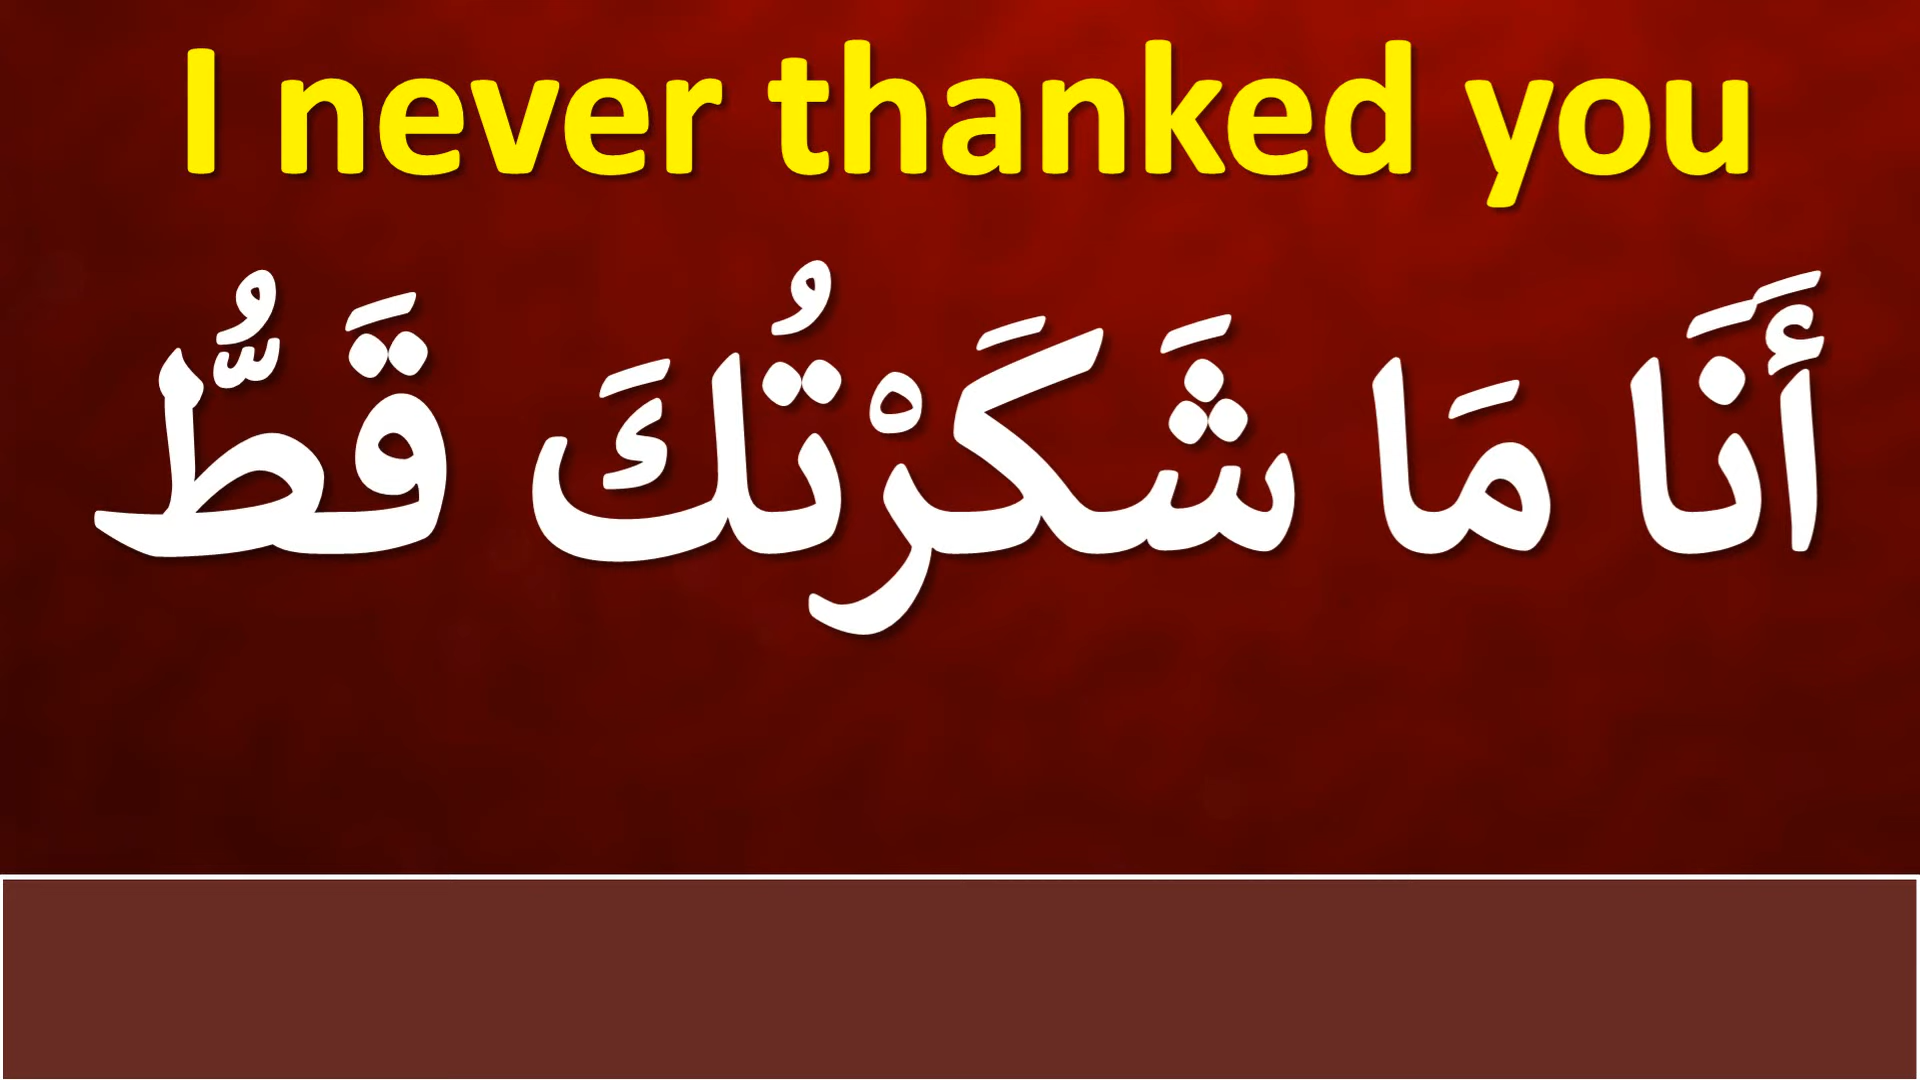 I never thanked you
أَنَا مَا شَكَرْتُكَ قَطُّ